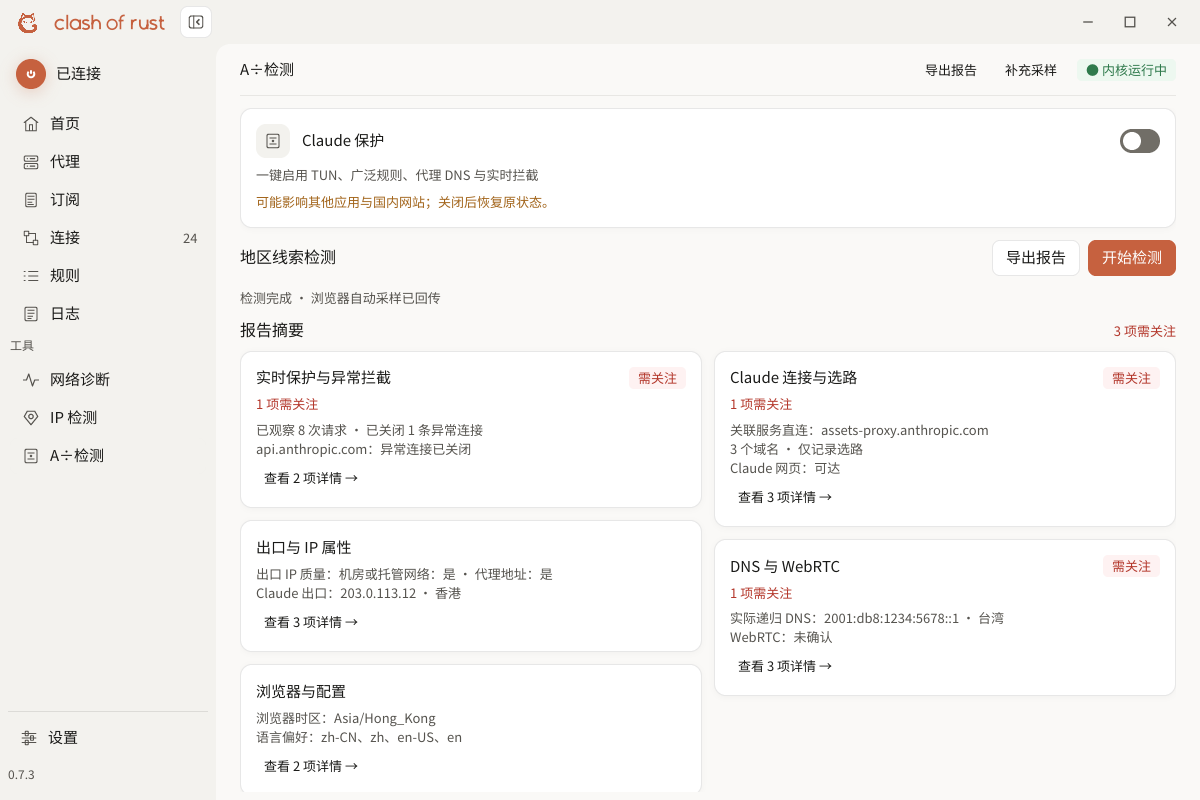 clash of rust
已连接
首页
代理
订阅
连接
24
规则
日志
工具
网络诊断
IP 检测
A÷检测
设置
0.7.3
A÷检测
导出报告
补充采样
内核运行中
Claude 保护
一键启用 TUN、广泛规则、代理 DNS 与实时拦截
可能影响其他应用与国内网站；关闭后恢复原状态。
地区线索检测
导出报告
开始检测
检测完成 · 浏览器自动采样已回传
报告摘要
3 项需关注
实时保护与异常拦截
需关注
1 项需关注
已观察 8 次请求 · 已关闭 1 条异常连接
api.anthropic.com：异常连接已关闭
查看 2 项详情→
Claude 连接与选路
需关注
1 项需关注
关联服务直连：assets-proxy.anthropic.com
3 个域名 · 仅记录选路
Claude 网页：可达
查看 3 项详情→
出口与 IP 属性
出口 IP 质量：机房或托管网络：是 · 代理地址：是
Claude 出口：203.0.113.12 · 香港
查看 3 项详情→
DNS 与 WebRTC
需关注
1 项需关注
实际递归 DNS：2001:db8:1234:5678::1 · 台湾
WebRTC：未确认
查看 3 项详情→
浏览器与配置
浏览器时区：Asia/Hong_Kong
语言偏好：zh-CN、zh、en-US、en
查看 2 项详情→